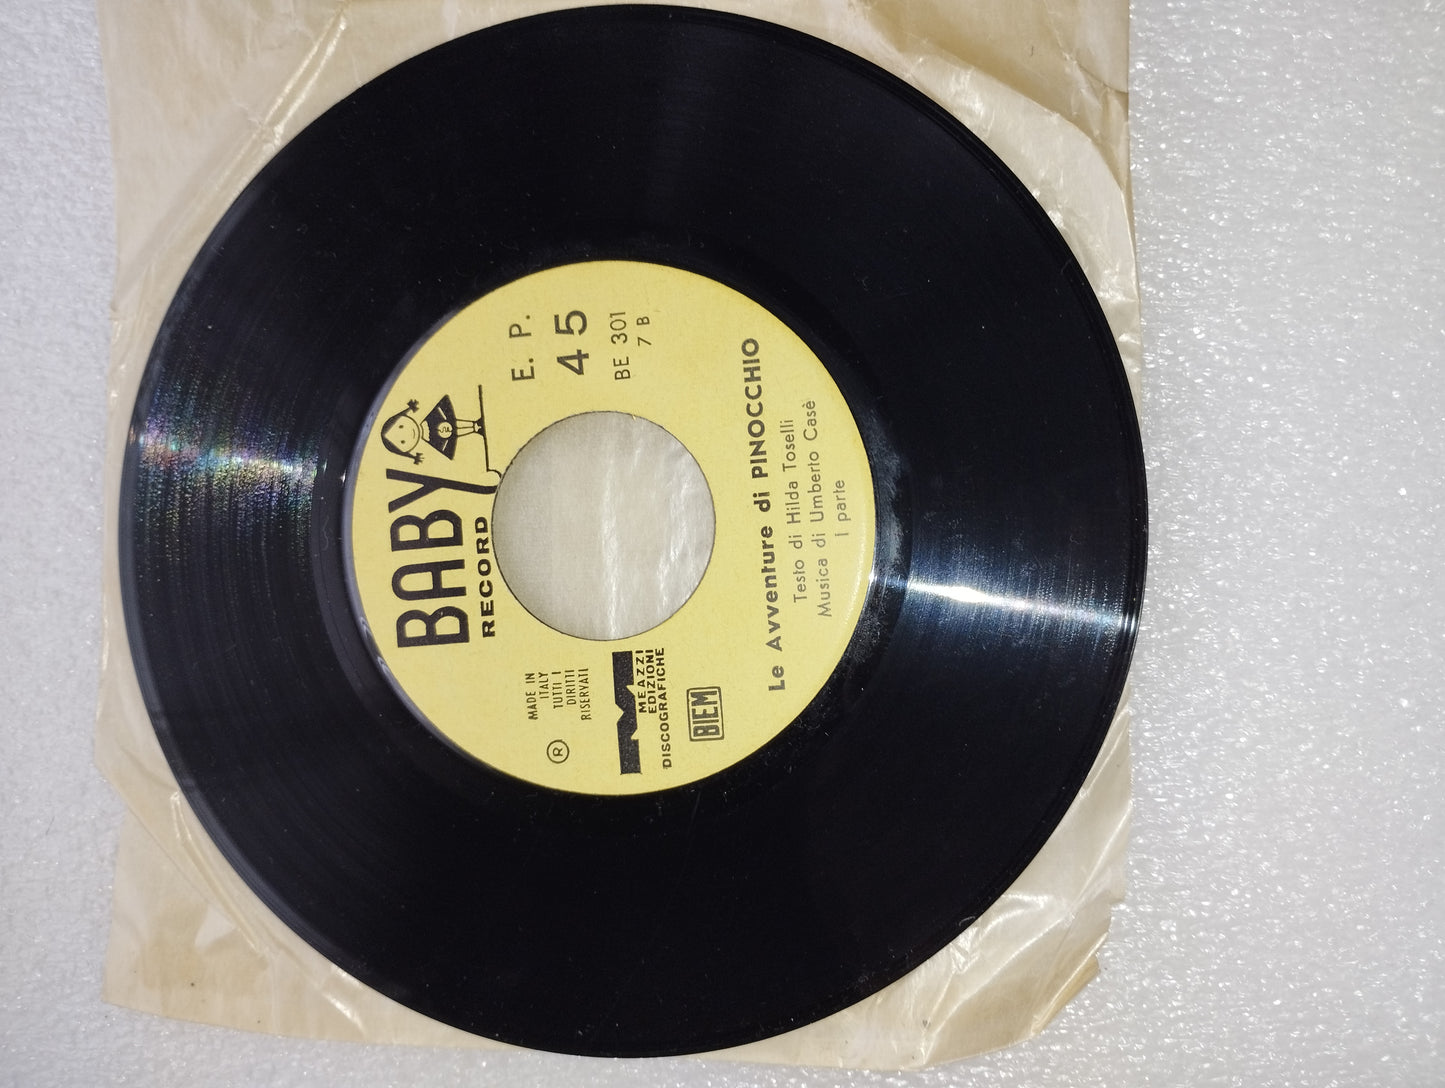 BABY
RECORD
MADE IN
ITALY
TUTTI I
DIRITTI
RISERVATI
®
E. P.
45
BE 301
7 B
MEAZZI
EDIZIONI
DISCOGRAFICHE
BIEM
Le Avventure di PINOCCHIO
Testo di Hilda Toselli
Musica di Umberto Casè
I parte